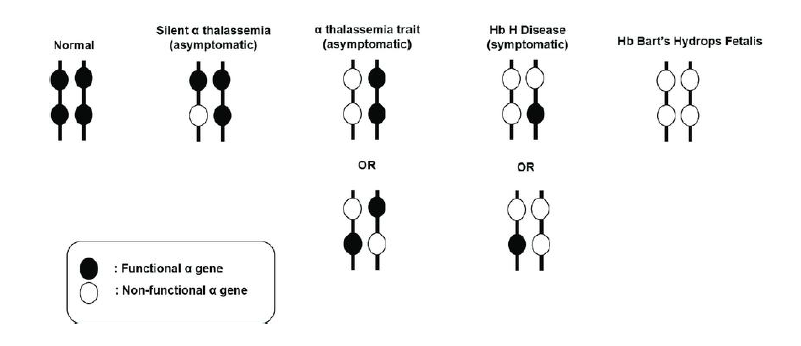 Normal
Silent α thalassemia
(asymptomatic)
α thalassemia trait
(asymptomatic)
Hb H Disease
(symptomatic)
Hb Bart's Hydrops Fetalis
OR
OR
: Functional α gene
: Non-functional α gene